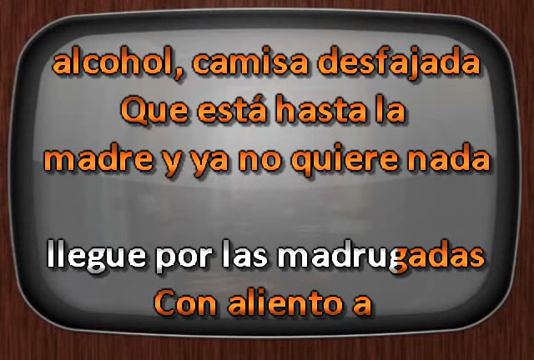 alcohol, camisa desfajada
Que está hasta la
madre y ya no quiere nada
llegue por las madrugadas
Con aliento a